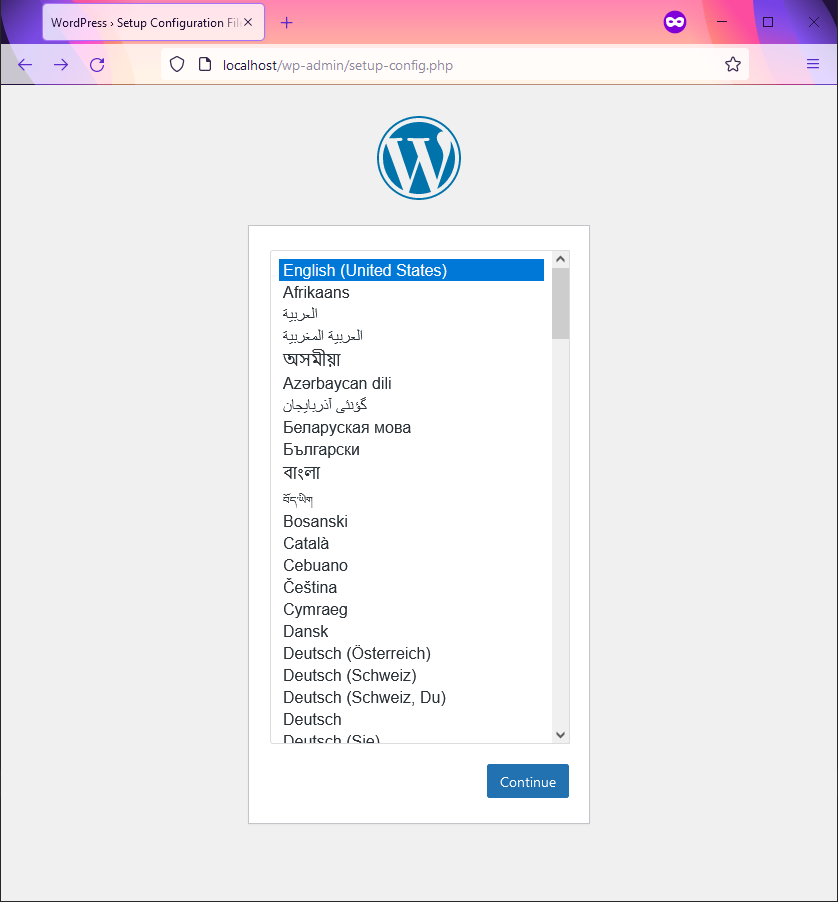 WordPress › Setup Configuration Fil
localhost/wp-admin/setup-config.php
English (United States)
Afrikaans
العربية
العربية المغربية
অসমীয়া
Azərbaycan dili
گؤنئی آذربایجان
Беларуская мова
Български
বাংলা
བོད་ཡིག
Bosanski
Català
Cebuano
Čeština
Cymraeg
Dansk
Deutsch (Österreich)
Deutsch (Schweiz)
Deutsch (Schweiz, Du)
Deutsch
Deutsch (Sie)
Continue